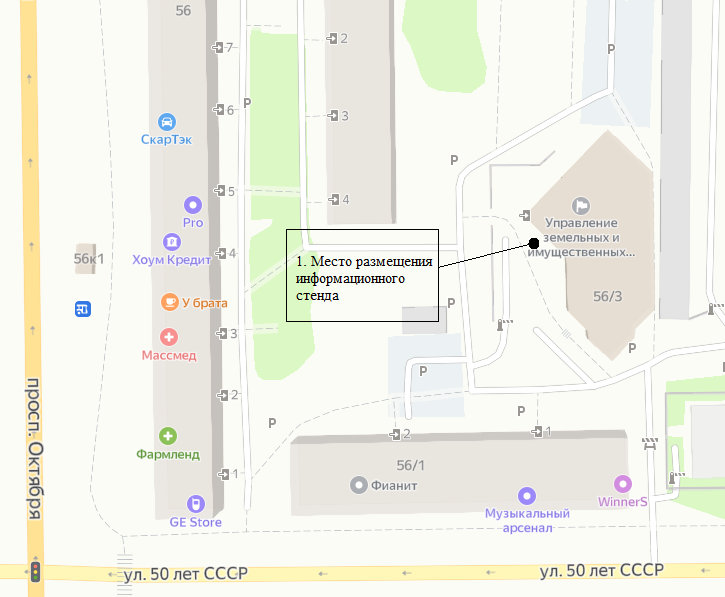 56
7
2
P
P
6
3
СкарТэк
P
5
4
Pro
Управление
земельных и
имущественных...
4
56к1
Хоум Кредит
1. Место размещения
информационного
стенда
56/3
У брата
P
3
Массмед
P
P
2
просп. Октября
P
P
2
1
Фармленд
56/1
1
Фианит
WinnerS
GE Store
Музыкальный
арсенал
ул. 50 лет СССР
ул. 50 лет СССР